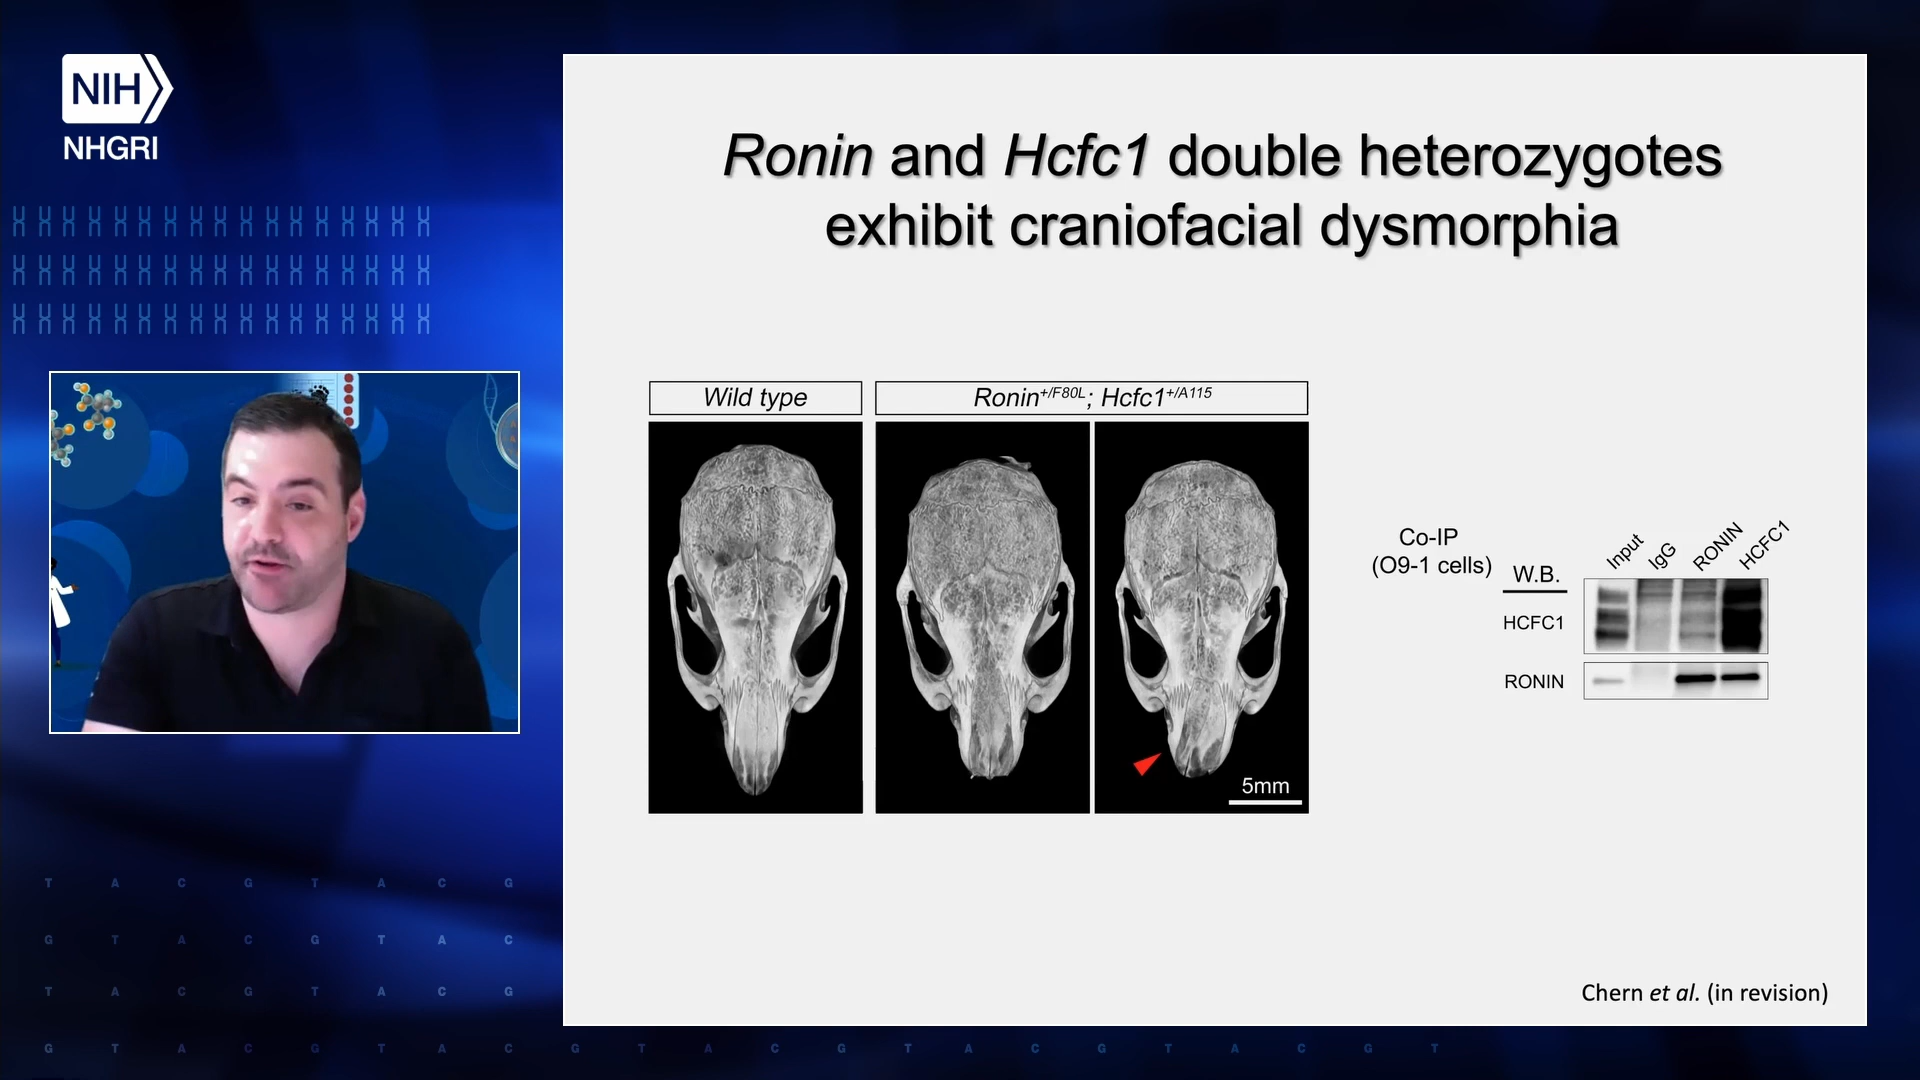 NIH
NHGRI
Ronin and Hcfc1 double heterozygotes
exhibit craniofacial dysmorphia
Wild type
Ronin+/F80L; Hcfc1+/A115
5mm
Co-IP
(O9-1 cells)
W.B.
Input
IgG
RONIN
HCFC1
HCFC1
RONIN
T A C G T A C G
G T A C G T A C
T A C G T A C G
G T A C G T A C G T A C G T A C G T A C G T
Chern et al. (in revision)